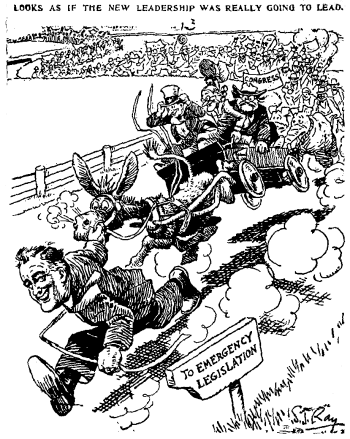 LOOKS AS IF THE NEW LEADERSHIP WAS REALLY GOING TO LEAD.
CONGRESS
TO EMERGENCY
LEGISLATION
S.J. Ray